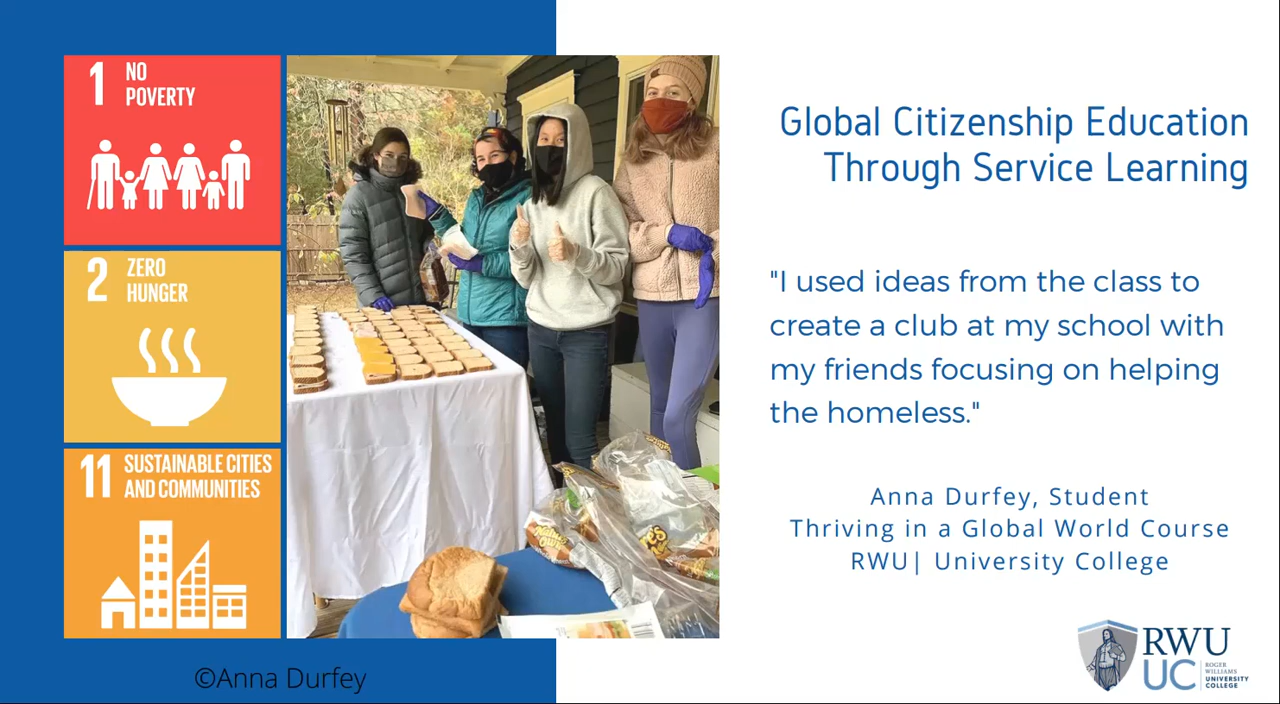 1 NO
POVERTY
2 ZERO
HUNGER
11 SUSTAINABLE CITIES
AND COMMUNITIES
©Anna Durfey
Global Citizenship Education
Through Service Learning
"I used ideas from the class to
create a club at my school with
my friends focusing on helping
the homeless."
Anna Durfey, Student
Thriving in a Global World Course
RWU| University College
RWU
UC
ROGER
WILLIAMS
UNIVERSITY
COLLEGE